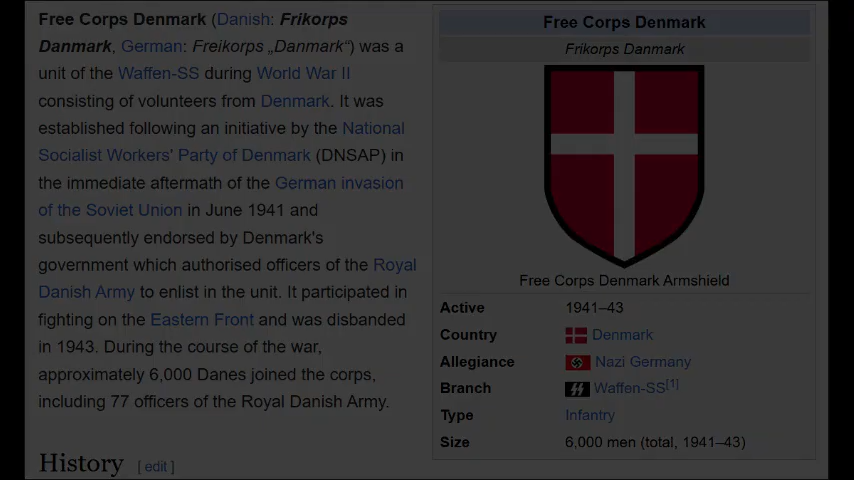 Free Corps Denmark (Danish: Frikorps
Danmark, German: Freikorps „Danmark“) was a
unit of the Waffen-SS during World War II
consisting of volunteers from Denmark. It was
established following an initiative by the National
Socialist Workers' Party of Denmark (DNSAP) in
the immediate aftermath of the German invasion
of the Soviet Union in June 1941 and
subsequently endorsed by Denmark's
government which authorised officers of the Royal
Danish Army to enlist in the unit. It participated in
fighting on the Eastern Front and was disbanded
in 1943. During the course of the war,
approximately 6,000 Danes joined the corps,
including 77 officers of the Royal Danish Army.
History [ edit ]
Free Corps Denmark
Frikorps Danmark
Free Corps Denmark Armshield
Active 1941–43
Country Denmark
Allegiance Nazi Germany
Branch Waffen-SS[1]
Type Infantry
Size 6,000 men (total, 1941–43)